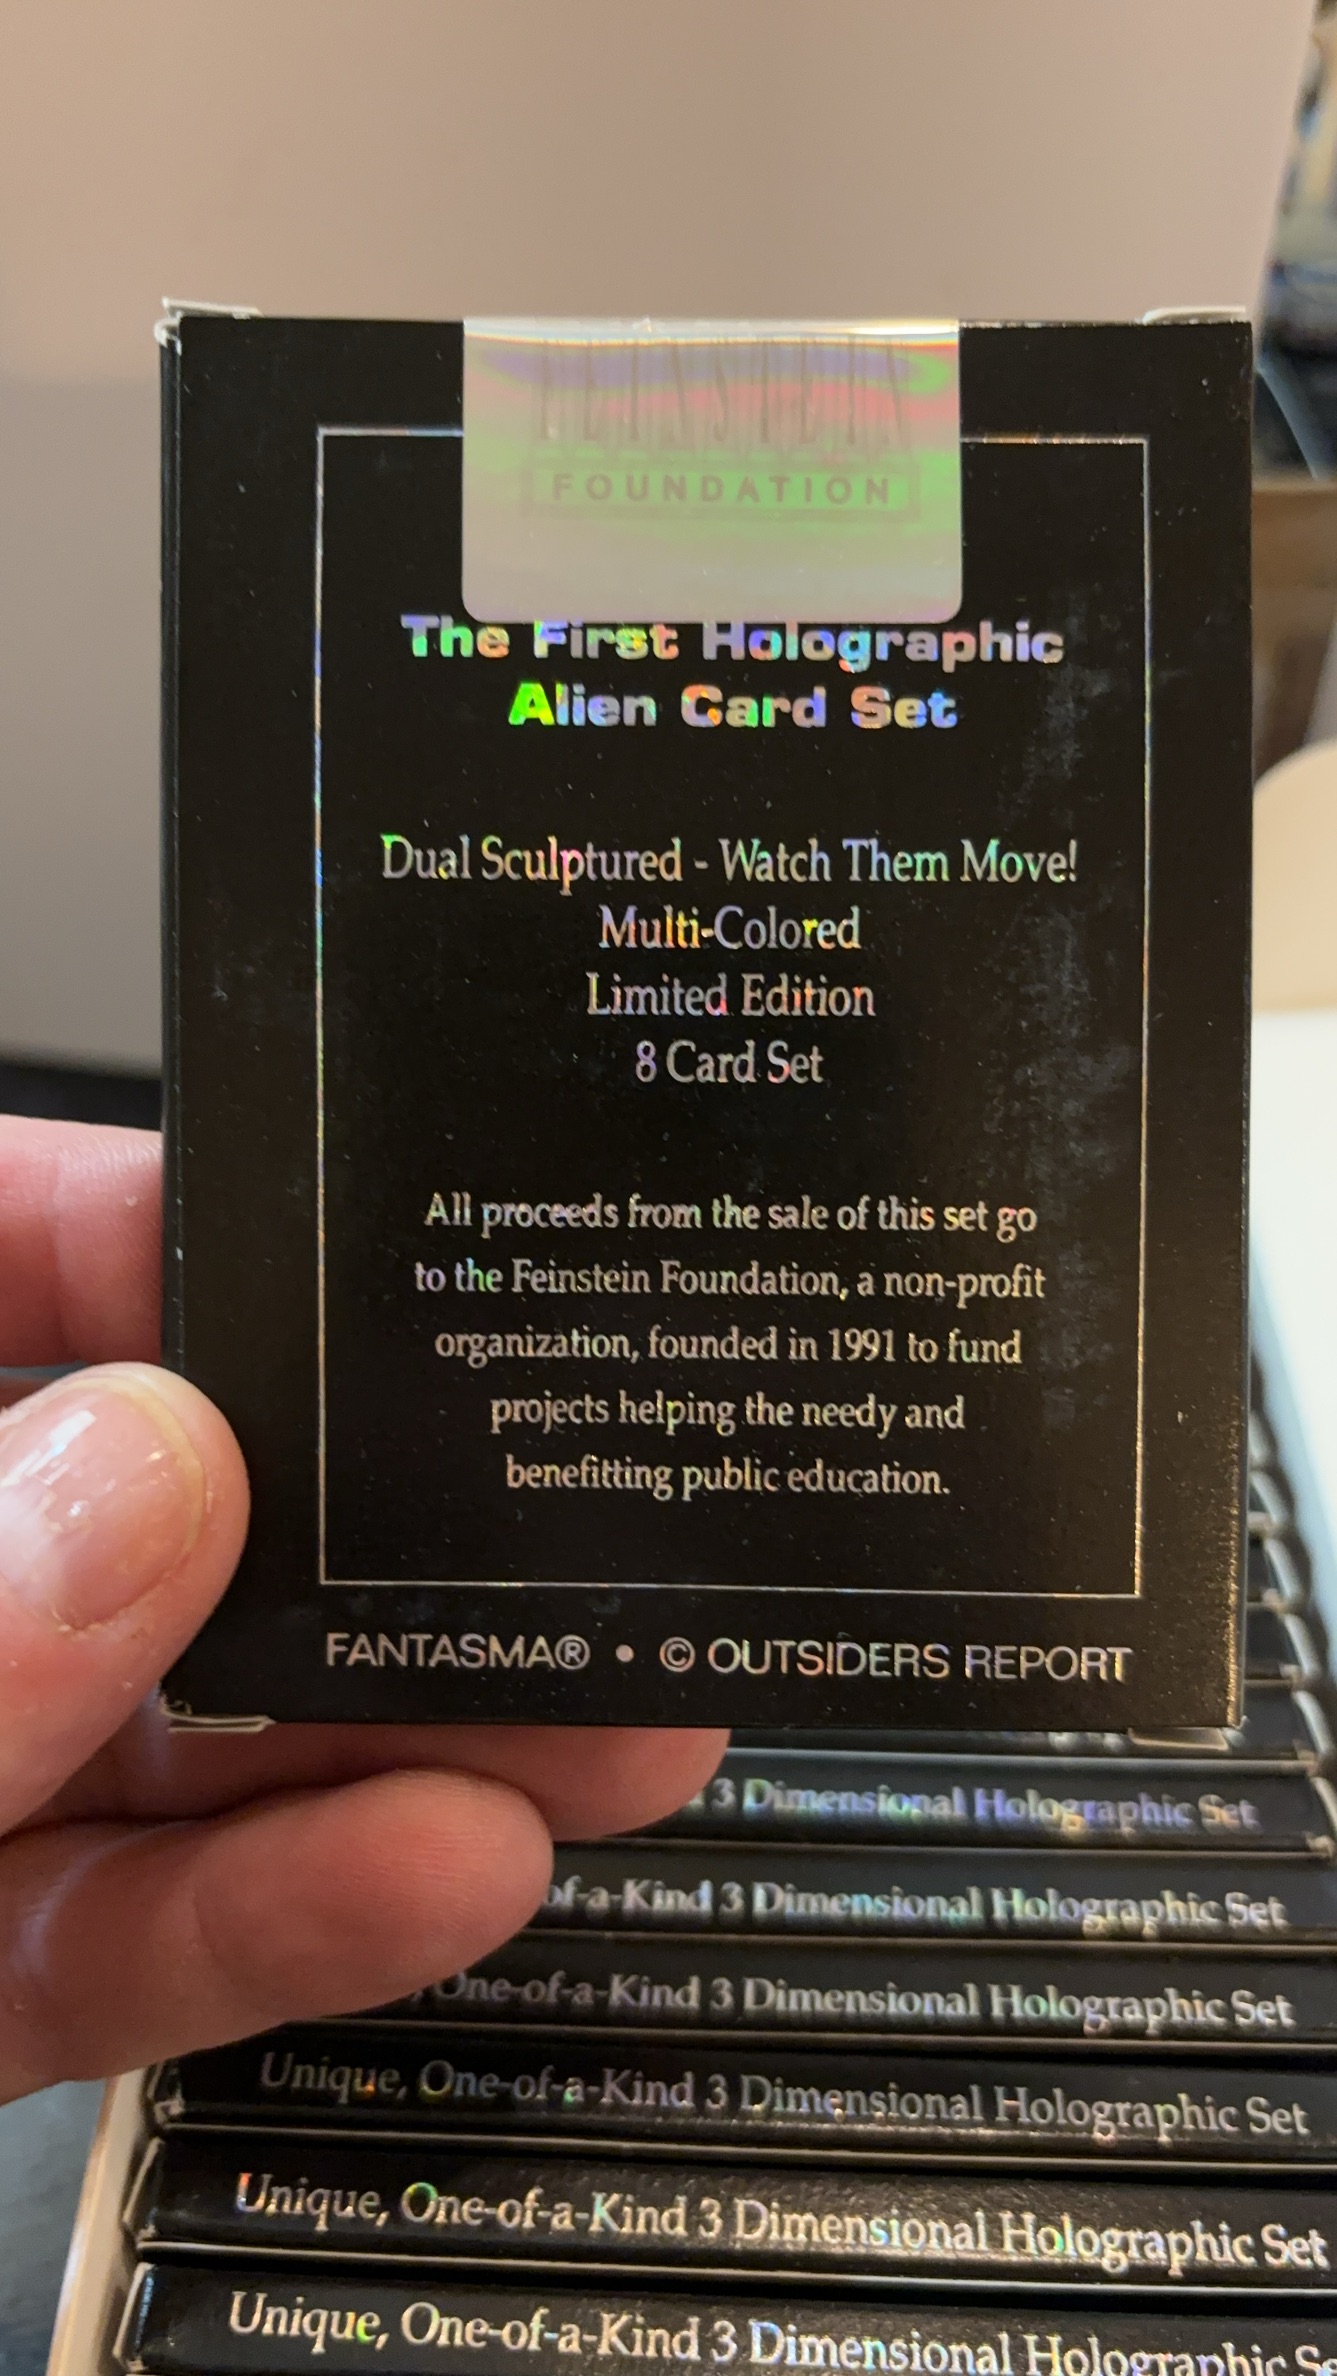 FEINSTEIN
FOUNDATION
The First Holographic
Alien Card Set
Dual Sculptured - Watch Them Move!
Multi-Colored
Limited Edition
8 Card Set
All proceeds from the sale of this set go
to the Feinstein Foundation, a non-profit
organization, founded in 1991 to fund
projects helping the needy and
benefitting public education.
FANTASMA® • © OUTSIDERS REPORT
3 Dimensional Holographic Set
of-a-Kind 3 Dimensional Holographic Set
One-of-a-Kind 3 Dimensional Holographic Set
Unique, One-of-a-Kind 3 Dimensional Holographic Set
Unique, One-of-a-Kind 3 Dimensional Holographic Set
Unique, One-of-a-Kind 3 Dimensional Holographic